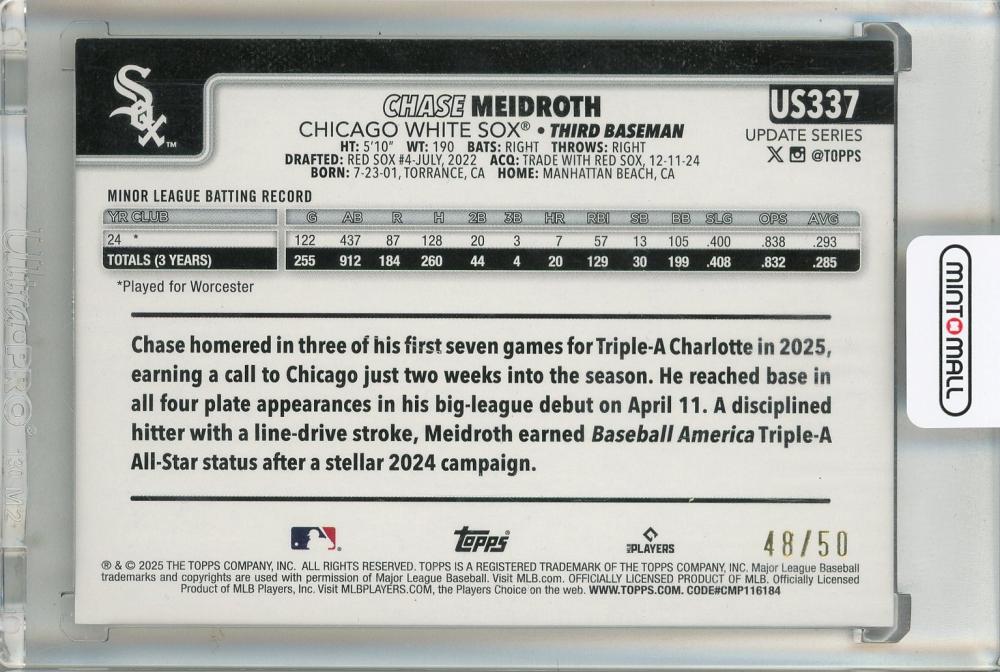 Sox
TM
CHASE MEIDROTH
US337
CHICAGO WHITE SOX® • THIRD BASEMAN
UPDATE SERIES
HT: 5'10" WT: 190 BATS: RIGHT THROWS: RIGHT
@TOPPS
DRAFTED: RED SOX #4-JULY, 2022 ACQ: TRADE WITH RED SOX, 12-11-24
BORN: 7-23-01, TORRANCE, CA HOME: MANHATTAN BEACH, CA
MINOR LEAGUE BATTING RECORD
YR CLUB G AB R H 2B 3B HR RBI SB BB SLG OPS AVG
24 * 122 437 87 128 20 3 7 57 13 105 .400 .838 .293
TOTALS (3 YEARS) 255 912 184 260 44 4 20 129 30 199 .408 .832 .285
*Played for Worcester
Chase homered in three of his first seven games for Triple-A Charlotte in 2025,
earning a call to Chicago just two weeks into the season. He reached base in
all four plate appearances in his big-league debut on April 11. A disciplined
hitter with a line-drive stroke, Meidroth earned Baseball America Triple-A
All-Star status after a stellar 2024 campaign.
Topps®
PLAYERS
48/50
® & © 2025 THE TOPPS COMPANY, INC. ALL RIGHTS RESERVED. TOPPS IS A REGISTERED TRADEMARK OF THE TOPPS COMPANY, INC. Major League Baseball
trademarks and copyrights are used with permission of Major League Baseball. Visit MLB.com. OFFICIALLY LICENSED PRODUCT OF MLB. Officially Licensed
Product of MLB Players, Inc. Visit MLBPLAYERS.COM, the Players Choice on the web. WWW.TOPPS.COM. CODE#CMP116184
Ultra•PRO®
MINT MALL